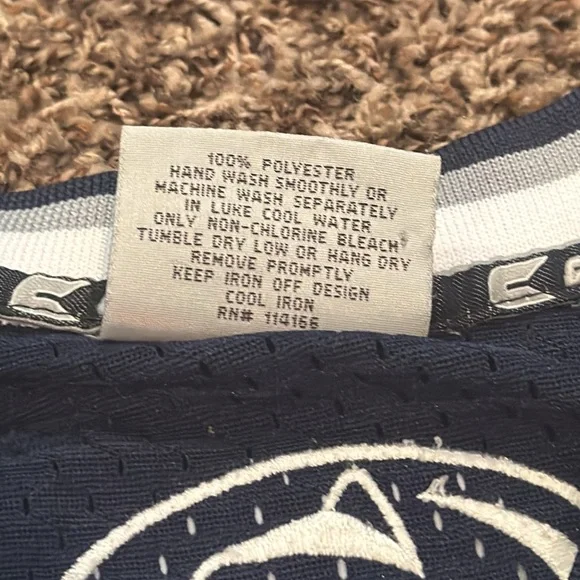 100% POLYESTER
HAND WASH SMOOTHLY OR
MACHINE WASH SEPARATELY
IN LUKE COOL WATER
ONLY NON-CHLORINE BLEACH
TUMBLE DRY LOW OR HANG DRY
REMOVE PROMPTLY
KEEP IRON OFF DESIGN
COOL IRON
RN# 114166